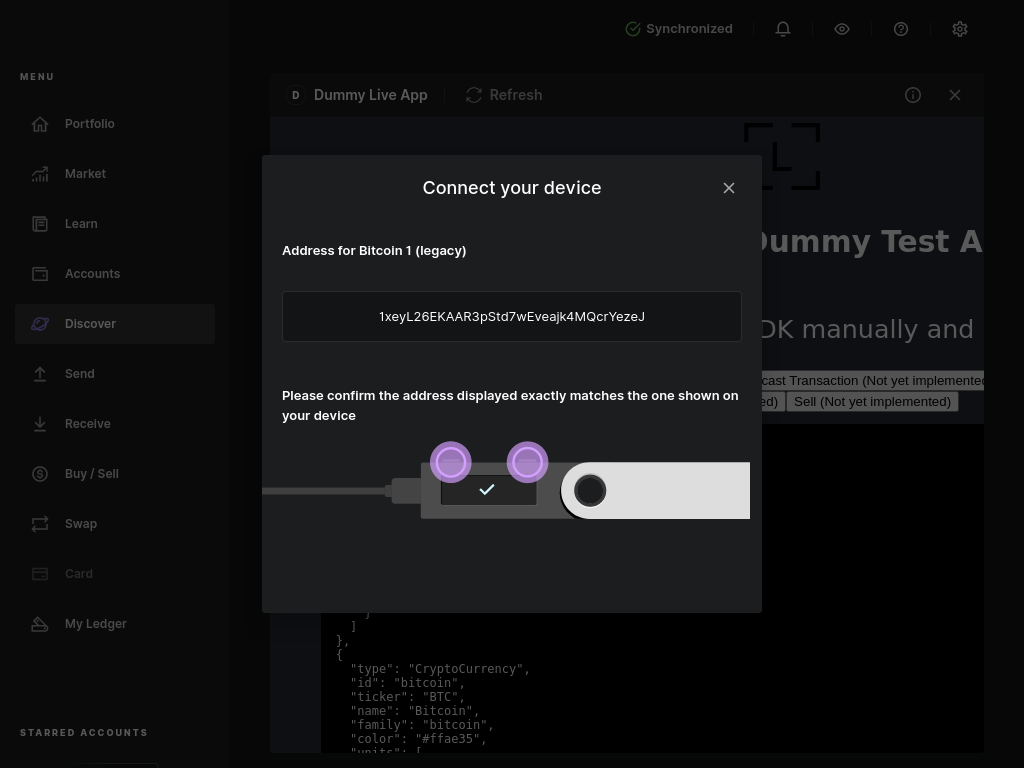 Synchronized
MENU
D Dummy Live App Refresh
Portfolio
Market
Learn
Accounts
Discover
Send
Receive
Buy / Sell
Swap
Card
My Ledger
STARRED ACCOUNTS
L
Dummy Test A
DK manually and
cast Transaction (Not yet implemented
ed) Sell (Not yet implemented)
Connect your device
Address for Bitcoin 1 (legacy)
1xeyL26EKAAR3pStd7wEveajk4MQcrYezeJ
Please confirm the address displayed exactly matches the one shown on
your device
]
]
},
{
"type": "CryptoCurrency",
"id": "bitcoin",
"ticker": "BTC",
"name": "Bitcoin",
"family": "bitcoin",
"color": "#ffae35",
"units": [